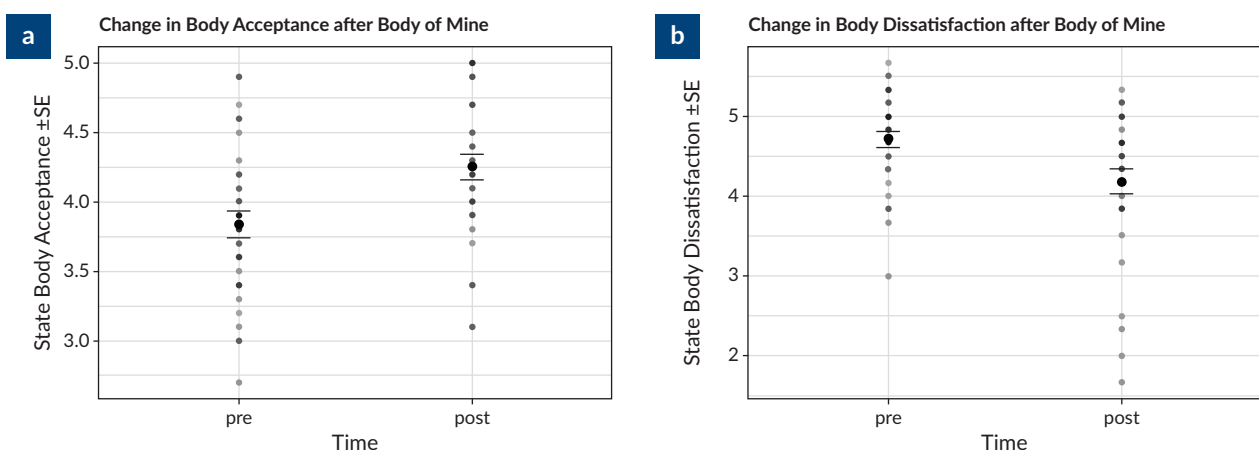 a
Change in Body Acceptance after Body of Mine
State Body Acceptance ±SE
5.0
4.5
4.0
3.5
3.0
pre
post
Time
b
Change in Body Dissatisfaction after Body of Mine
State Body Dissatisfaction ±SE
5
4
3
2
pre
post
Time